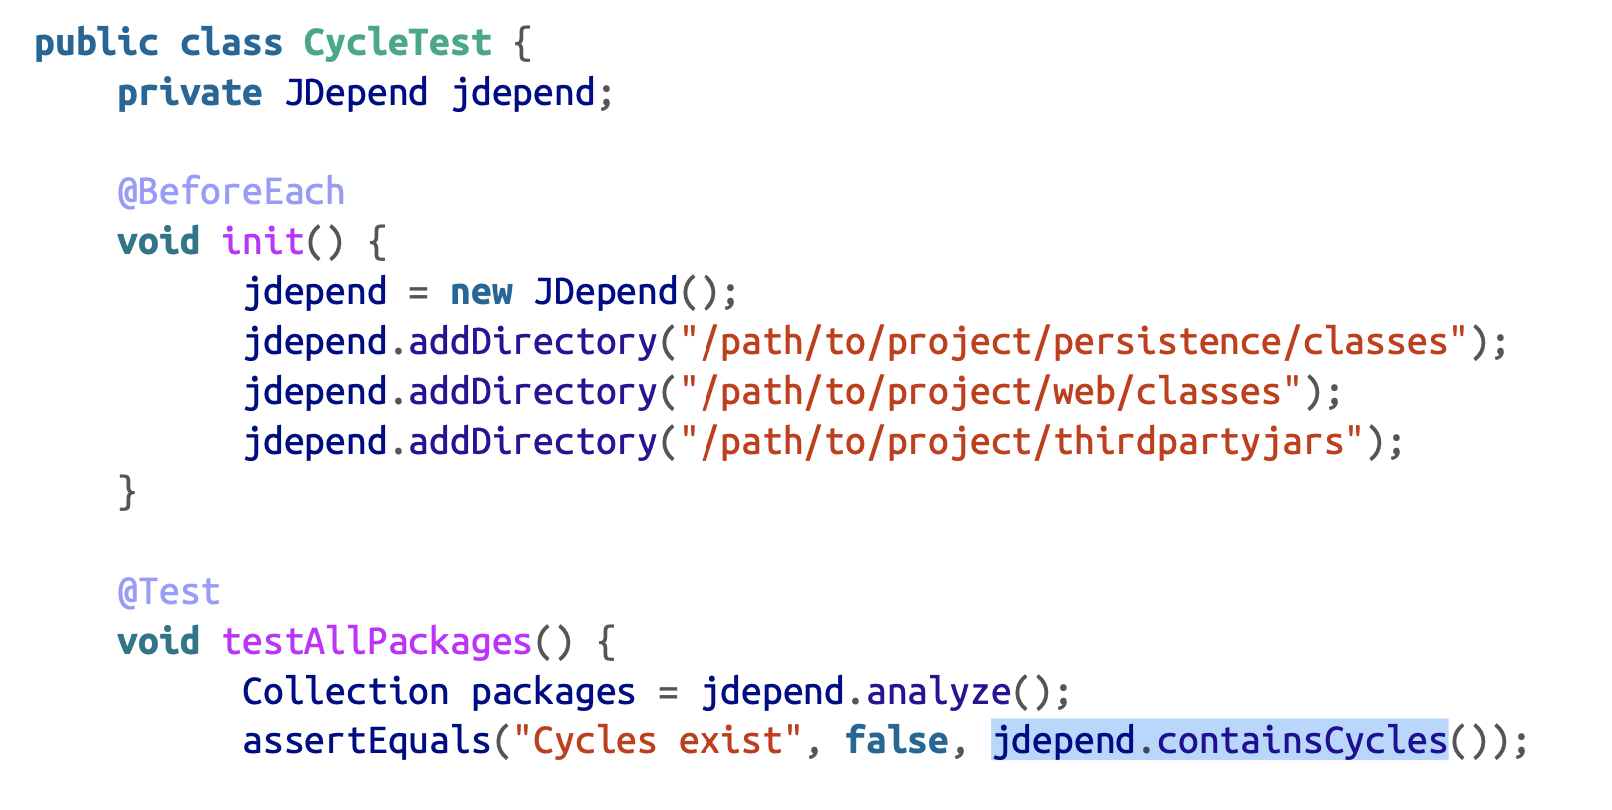 public class CycleTest {
    private JDepend jdepend;

    @BeforeEach
    void init() {
          jdepend = new JDepend();
          jdepend.addDirectory("/path/to/project/persistence/classes");
          jdepend.addDirectory("/path/to/project/web/classes");
          jdepend.addDirectory("/path/to/project/thirdpartyjars");
    }

    @Test
    void testAllPackages() {
          Collection packages = jdepend.analyze();
          assertEquals("Cycles exist", false, jdepend.containsCycles());